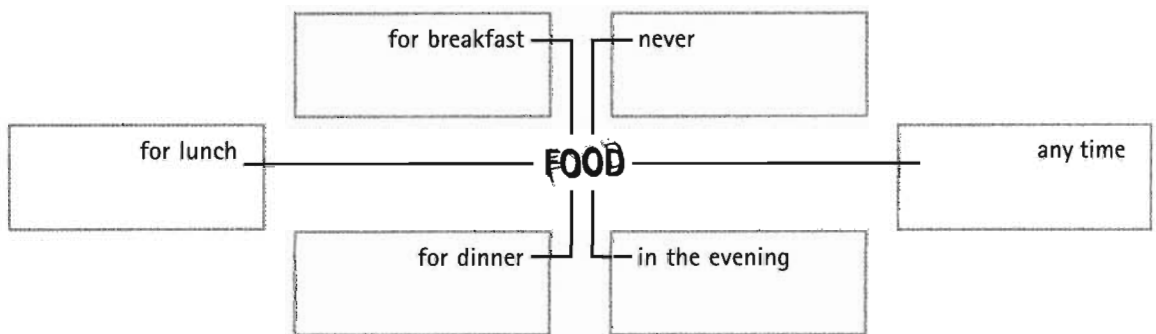 for breakfast
never
for lunch
FOOD
any time
for dinner
in the evening